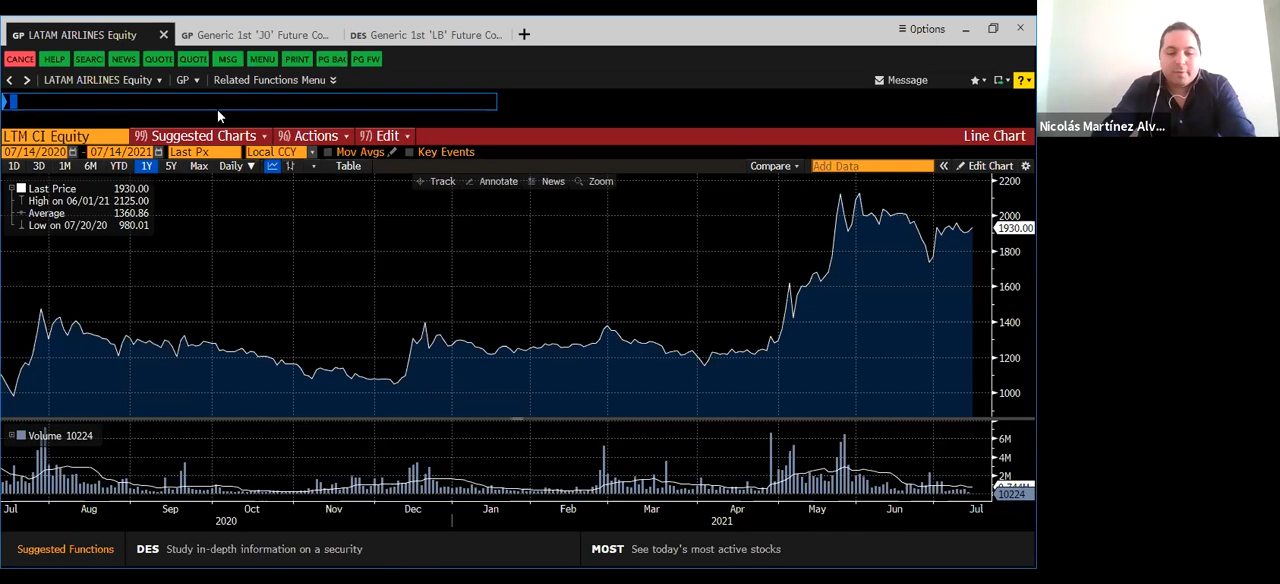 GP LATAM AIRLINES Equity × GP Generic 1st 'JO' Future Co... DES Generic 1st 'LB' Future Co... +
Options
CANCE HELP SEARC NEWS QUOTE QUOTE MSG MENU PRINT PG BAC PG FW
LATAM AIRLINES Equity GP Related Functions Menu Message ?
LTM CI Equity 99) Suggested Charts 96) Actions 97) Edit Line Chart
07/14/2020 - 07/14/2021 Last Px Local CCY Mov Avgs Key Events
1D 3D 1M 6M YTD 1Y 5Y Max Daily Table Compare Add Data Edit Chart
Track Annotate News Zoom
Last Price 1930.00
High on 06/01/21 2125.00
Average 1360.86
Low on 07/20/20 980.01
2200
2000
1930.00
1800
1600
1400
1200
1000
Volume 10224
6M
4M
2M
10224
Jul Aug Sep Oct Nov Dec Jan Feb Mar Apr May Jun Jul
2020 2021
Suggested Functions DES Study in-depth information on a security MOST See today's most active stocks
Nicolás Martínez Alv...